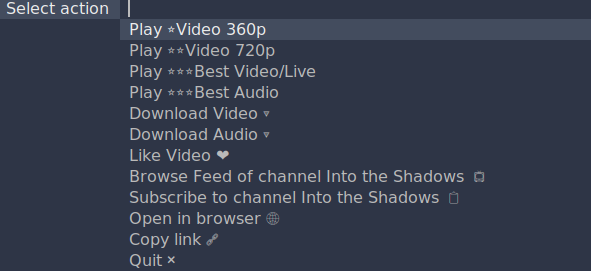 Select action
Play ⭐Video 360p
Play ⭐⭐Video 720p
Play ⭐⭐⭐Best Video/Live
Play ⭐⭐⭐Best Audio
Download Video ▿
Download Audio ▿
Like Video ❤
Browse Feed of channel Into the Shadows 📺
Subscribe to channel Into the Shadows 📋
Open in browser 🌐
Copy link 🔗
Quit ×